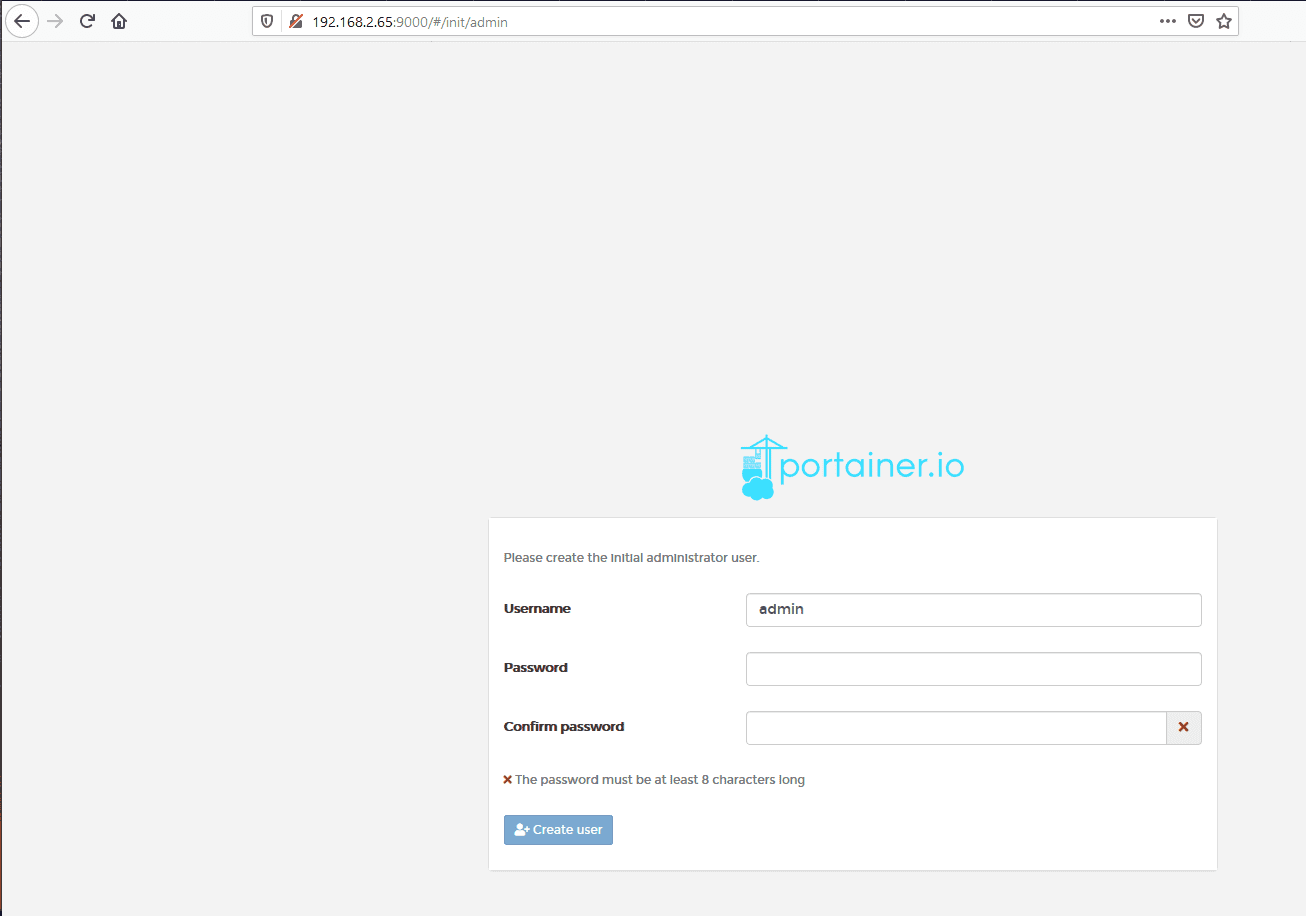 192.168.2.65:9000/#/init/admin
portainer.io
Please create the initial administrator user.
Username
admin
Password
Confirm password
The password must be at least 8 characters long
Create user